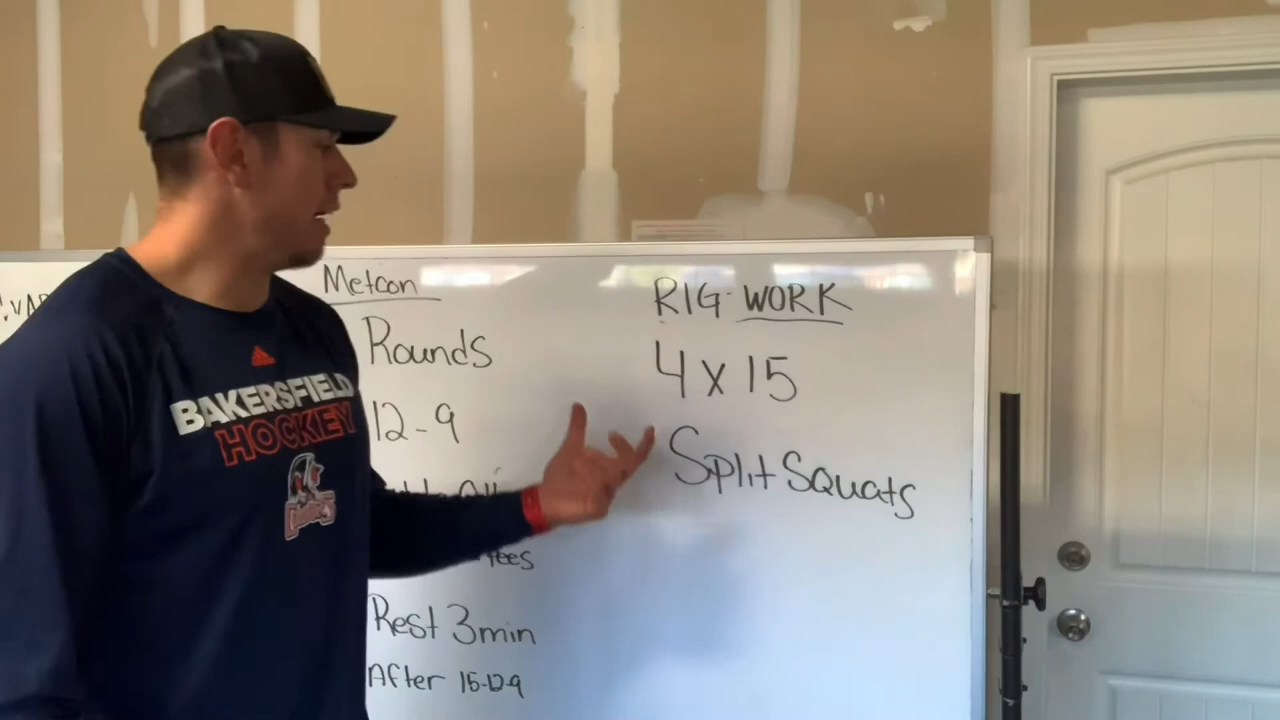 Metcon
Rounds
12-9
Rest 3min
After 15-12-9
RIG-WORK
4 x 15
Split Squats
BAKERSFIELD
HOCKEY